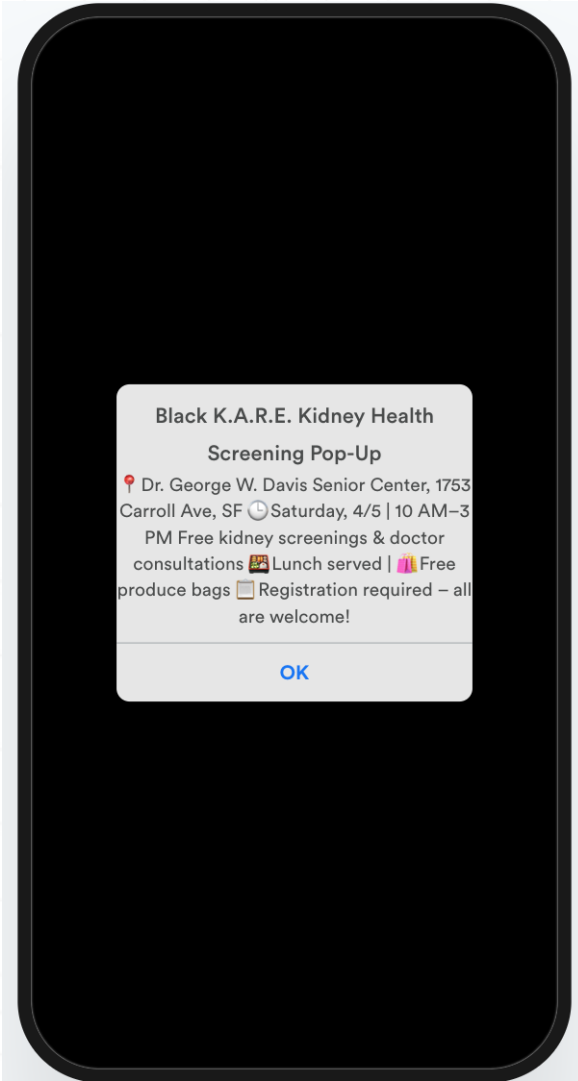 Black K.A.R.E. Kidney Health
Screening Pop-Up
📍Dr. George W. Davis Senior Center, 1753
Carroll Ave, SF 🕒Saturday, 4/5 | 10 AM–3
PM Free kidney screenings & doctor
consultations 🍱Lunch served | 🛍️Free
produce bags 📋Registration required – all
are welcome!
OK